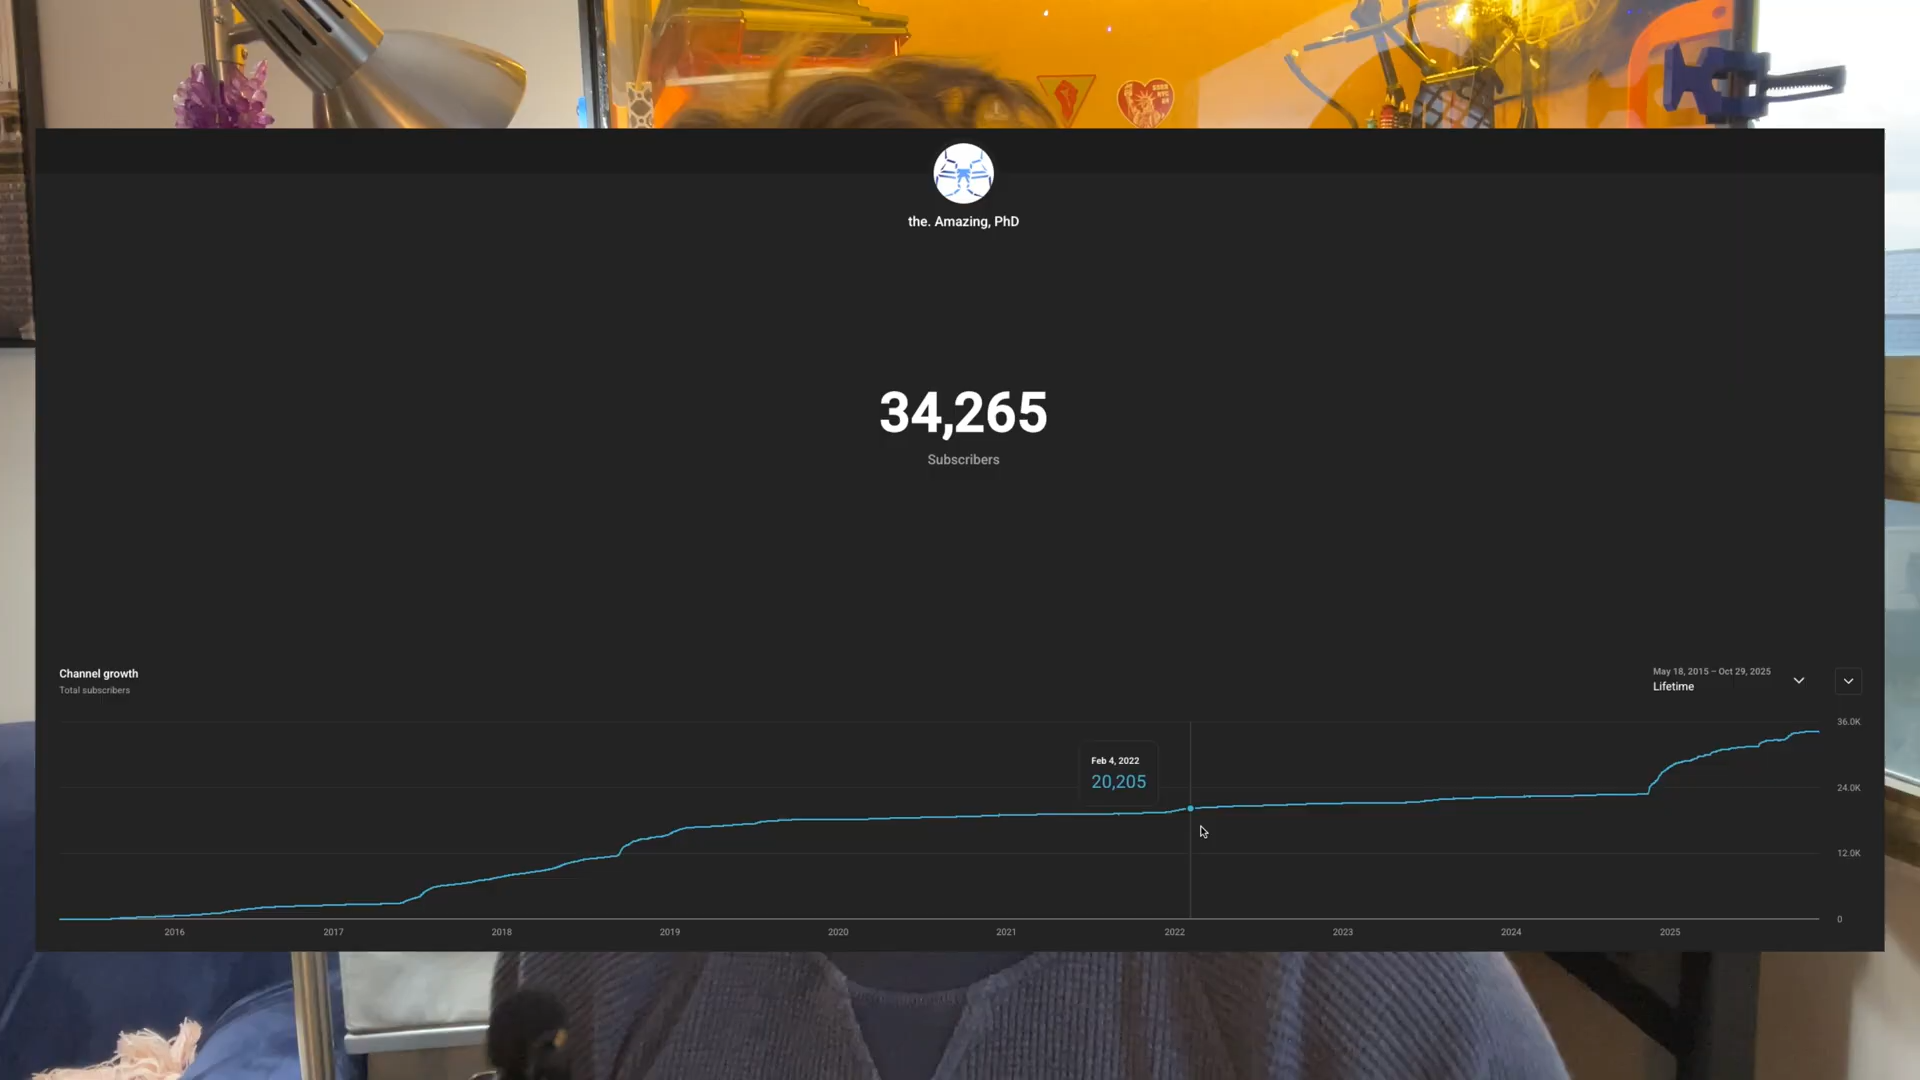 the. Amazing, PhD
34,265
Subscribers
Channel growth
Total subscribers
May 18, 2015 – Oct 29, 2025
Lifetime
36.0K
Feb 4, 2022
20,205
24.0K
12.0K
0
2016 2017 2018 2019 2020 2021 2022 2023 2024 2025